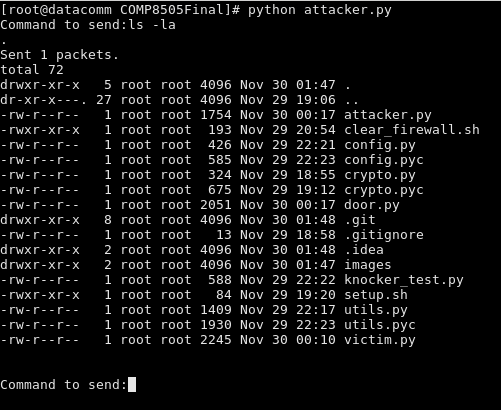 [root@datacomm COMP8505Final]# python attacker.py
Command to send:ls -la
.
Sent 1 packets.
total 72
drwxr-xr-x   5 root root 4096 Nov 30 01:47 .
dr-xr-x---. 27 root root 4096 Nov 29 19:06 ..
-rw-r--r--   1 root root 1754 Nov 30 00:17 attacker.py
-rwxr-xr-x   1 root root  193 Nov 29 20:54 clear_firewall.sh
-rw-r--r--   1 root root  426 Nov 29 22:21 config.py
-rw-r--r--   1 root root  585 Nov 29 22:23 config.pyc
-rw-r--r--   1 root root  324 Nov 29 18:55 crypto.py
-rw-r--r--   1 root root  675 Nov 29 19:12 crypto.pyc
-rw-r--r--   1 root root 2051 Nov 30 00:17 door.py
drwxr-xr-x   8 root root 4096 Nov 30 01:48 .git
-rw-r--r--   1 root root   13 Nov 29 18:58 .gitignore
drwxr-xr-x   2 root root 4096 Nov 30 01:48 .idea
drwxr-xr-x   2 root root 4096 Nov 30 01:47 images
-rw-r--r--   1 root root  588 Nov 29 22:22 knocker_test.py
-rwxr-xr-x   1 root root   84 Nov 29 19:20 setup.sh
-rw-r--r--   1 root root 1409 Nov 29 22:17 utils.py
-rw-r--r--   1 root root 1930 Nov 29 22:23 utils.pyc
-rw-r--r--   1 root root 2245 Nov 30 00:10 victim.py
Command to send: